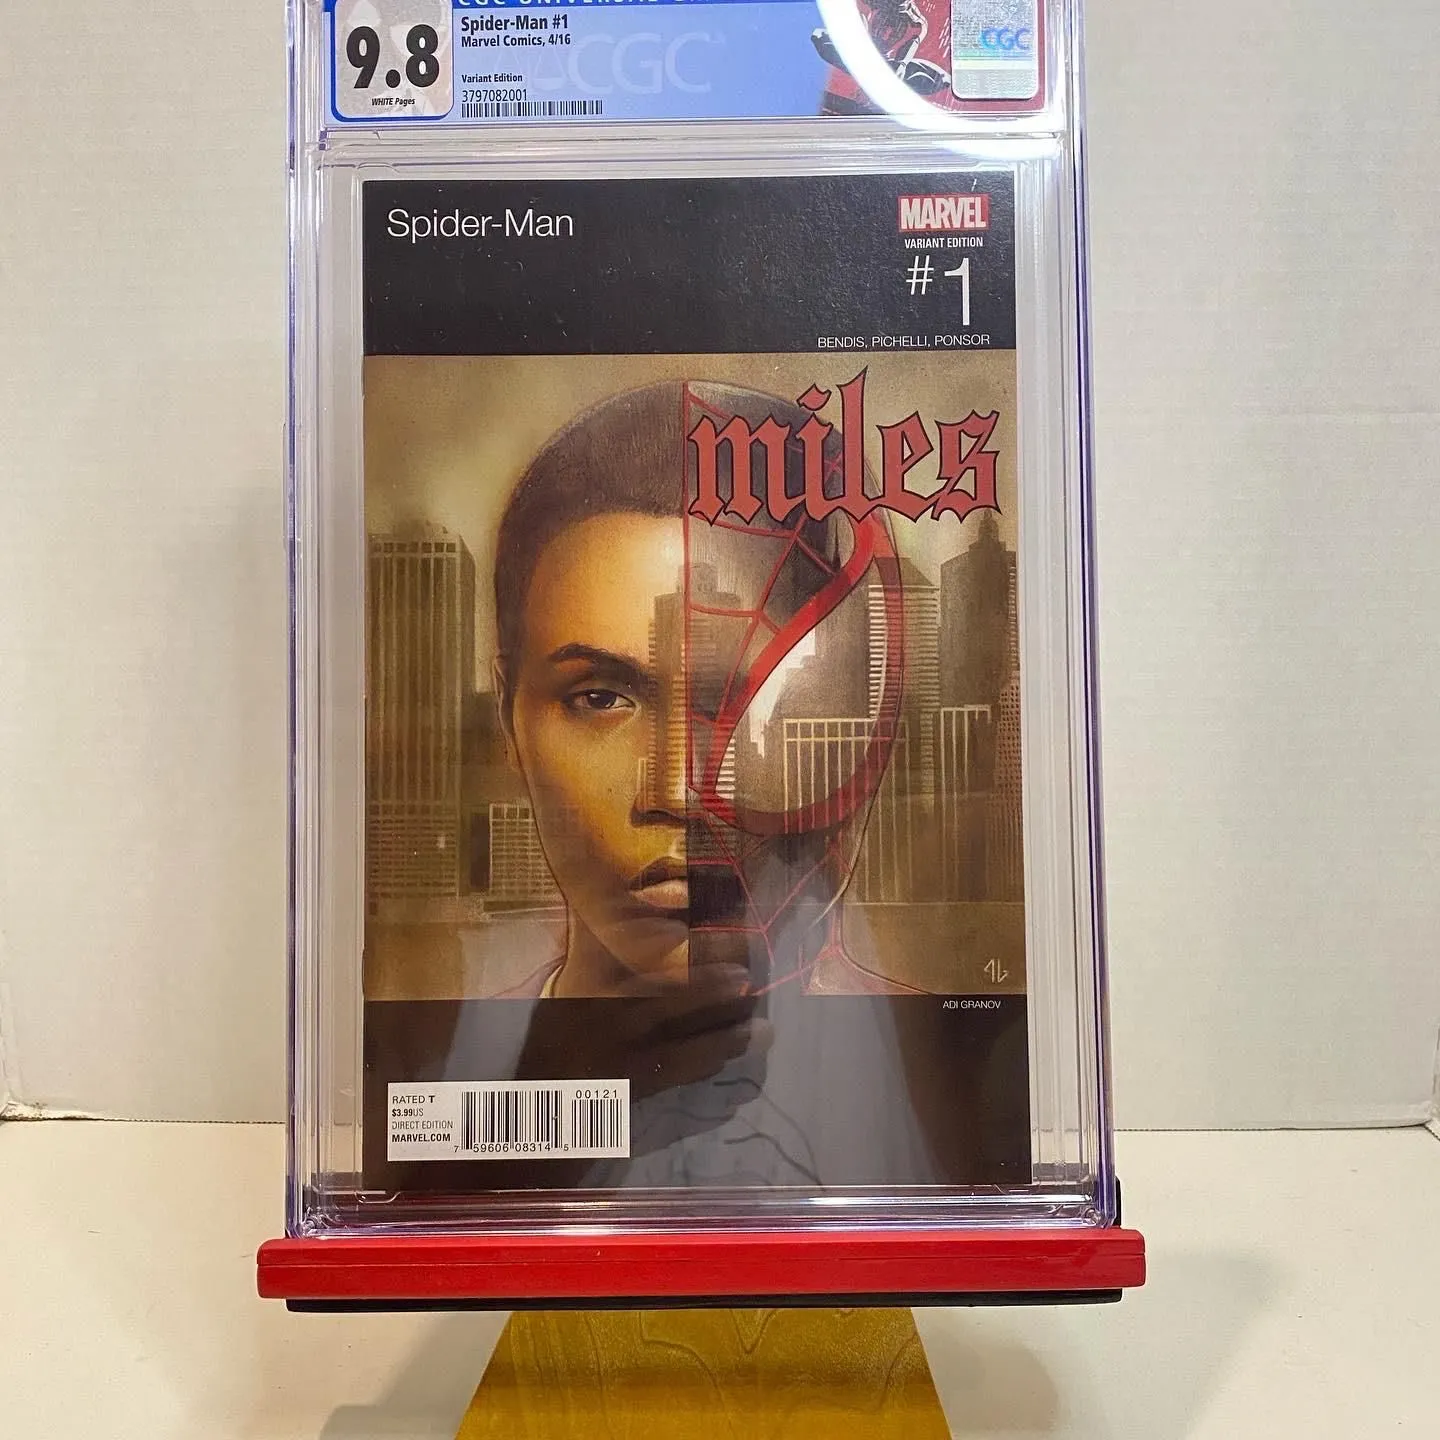 9.8
WHITE Pages
Spider-Man #1
Marvel Comics, 4/16
Variant Edition
3797082001
CGC
CGC
Spider-Man
MARVEL
VARIANT EDITION
#1
BENDIS, PICHELLI, PONSOR
miles
ADI GRANOV
RATED T
$3.99US
DIRECT EDITION
MARVEL.COM
00121
7 59606 08314 5